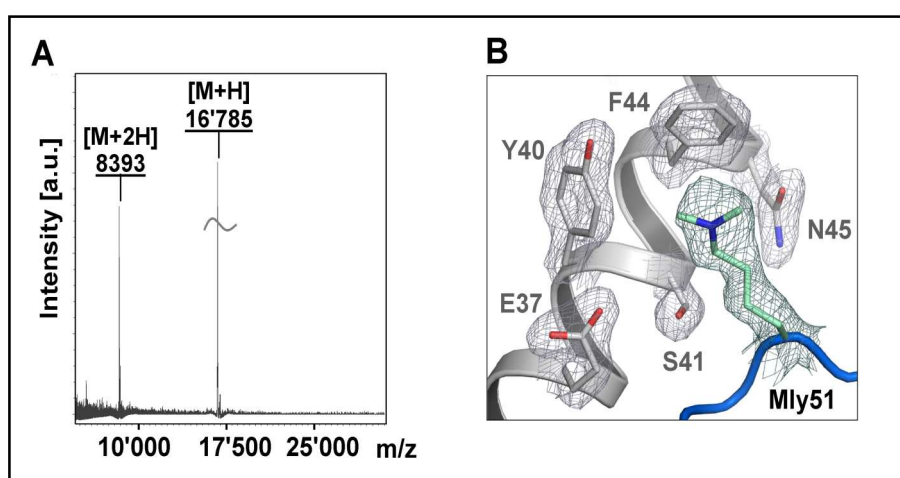 A
B
[M+H]
16'785
[M+2H]
8393
Intensity [a.u.]
10'000 17'500 25'000 m/z
F44
Y40
N45
E37
S41
Mly51